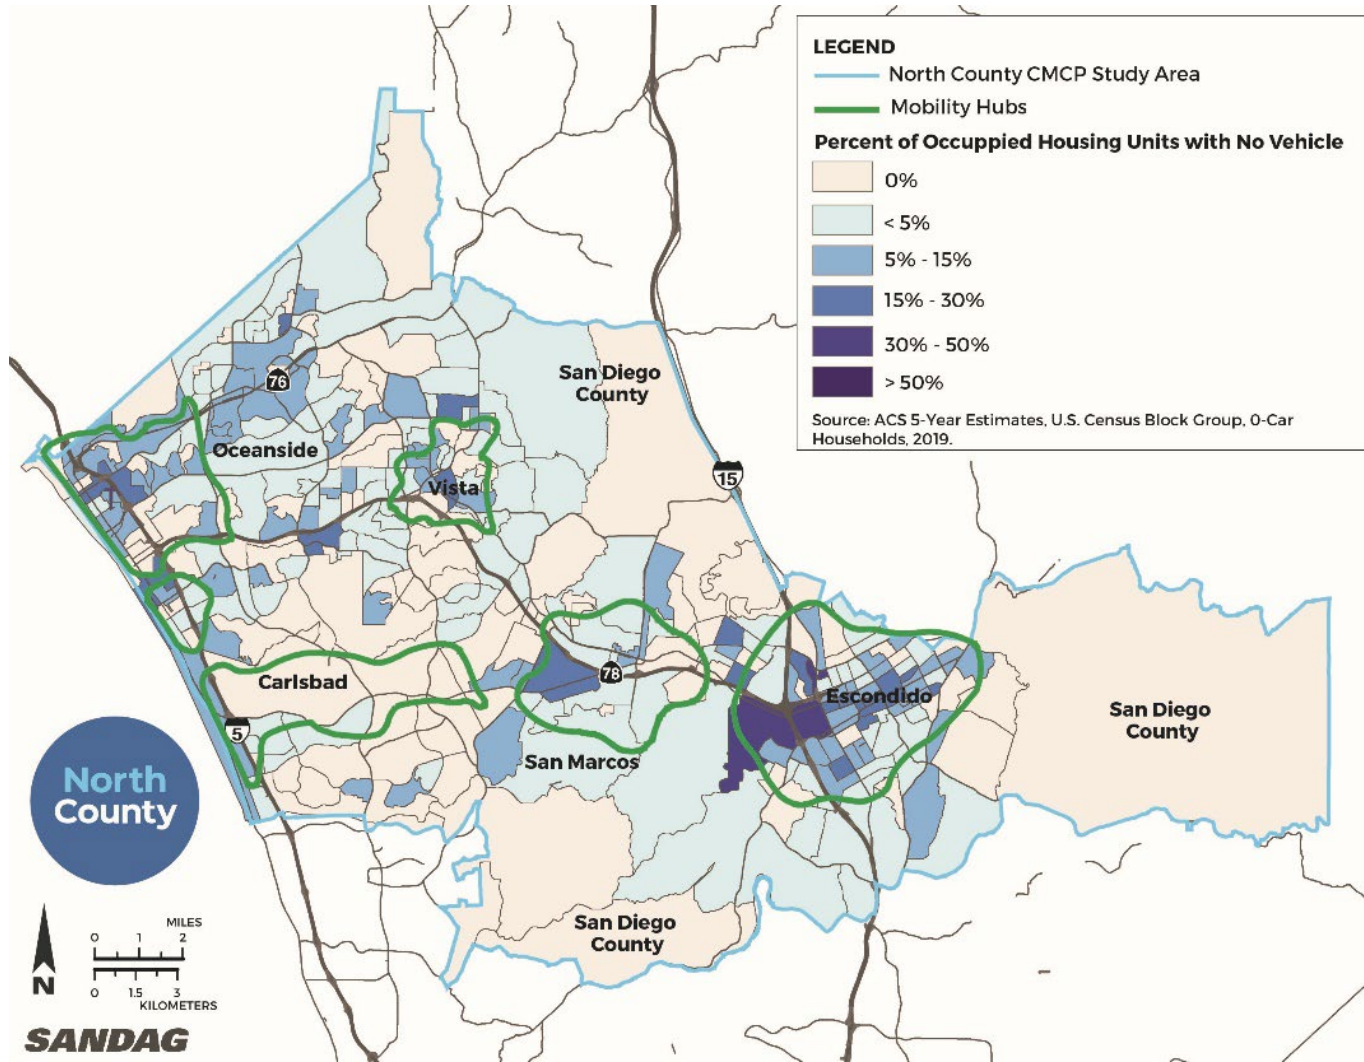 LEGEND
North County CMCP Study Area
Mobility Hubs
Percent of Occuppied Housing Units with No Vehicle
0%
< 5%
5% - 15%
15% - 30%
30% - 50%
> 50%
Source: ACS 5-Year Estimates, U.S. Census Block Group, 0-Car
Households, 2019.
76
San Diego
County
Oceanside
Vista
15
Carlsbad
78
Escondido
5
San Marcos
San Diego
County
North
County
San Diego
County
MILES
0 1 2
0 1.5 3
KILOMETERS
N
SANDAG